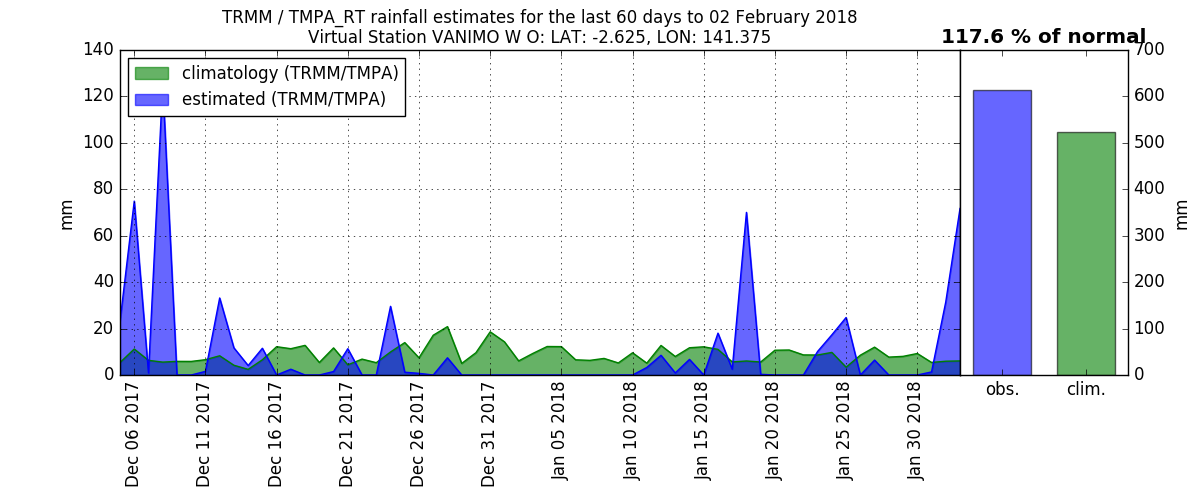 TRMM / TMPA_RT rainfall estimates for the last 60 days to 02 February 2018
Virtual Station VANIMO W O: LAT: -2.625, LON: 141.375
117.6 % of normal
climatology (TRMM/TMPA)
estimated (TRMM/TMPA)
140
120
100
80
60
40
20
0
mm
Dec 06 2017
Dec 11 2017
Dec 16 2017
Dec 21 2017
Dec 26 2017
Dec 31 2017
Jan 05 2018
Jan 10 2018
Jan 15 2018
Jan 20 2018
Jan 25 2018
Jan 30 2018
obs.
clim.
700
600
500
400
300
200
100
0
mm